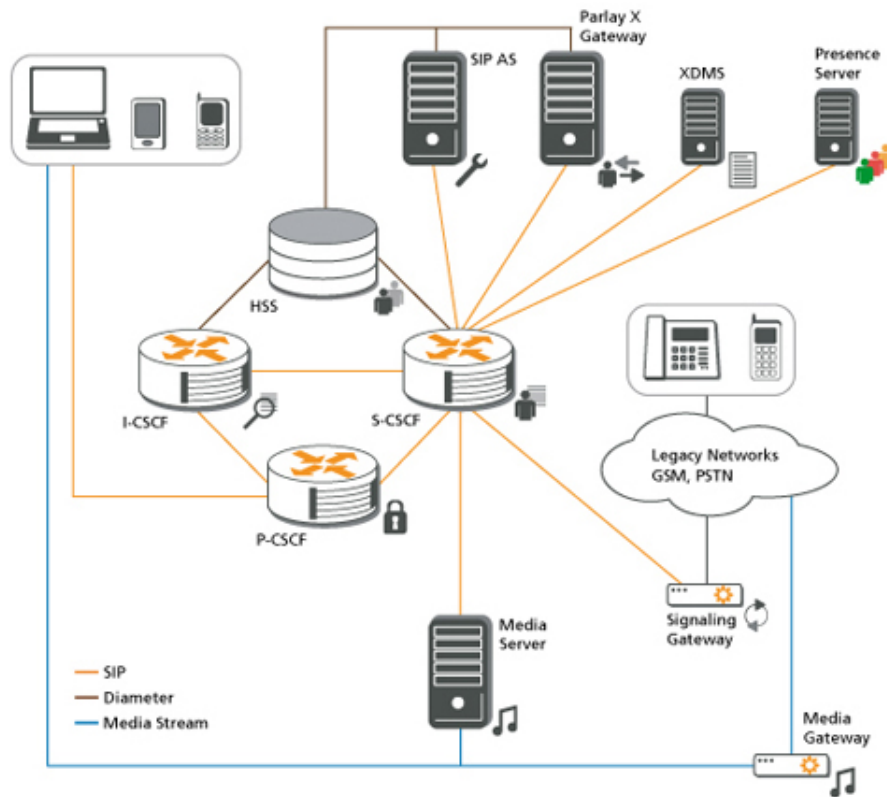 Parlay X
Gateway
SIP AS
XDMS
Presence
Server
HSS
I-CSCF
S-CSCF
P-CSCF
Legacy Networks
GSM, PSTN
Signaling
Gateway
Media
Server
SIP
Diameter
Media Stream
Media
Gateway